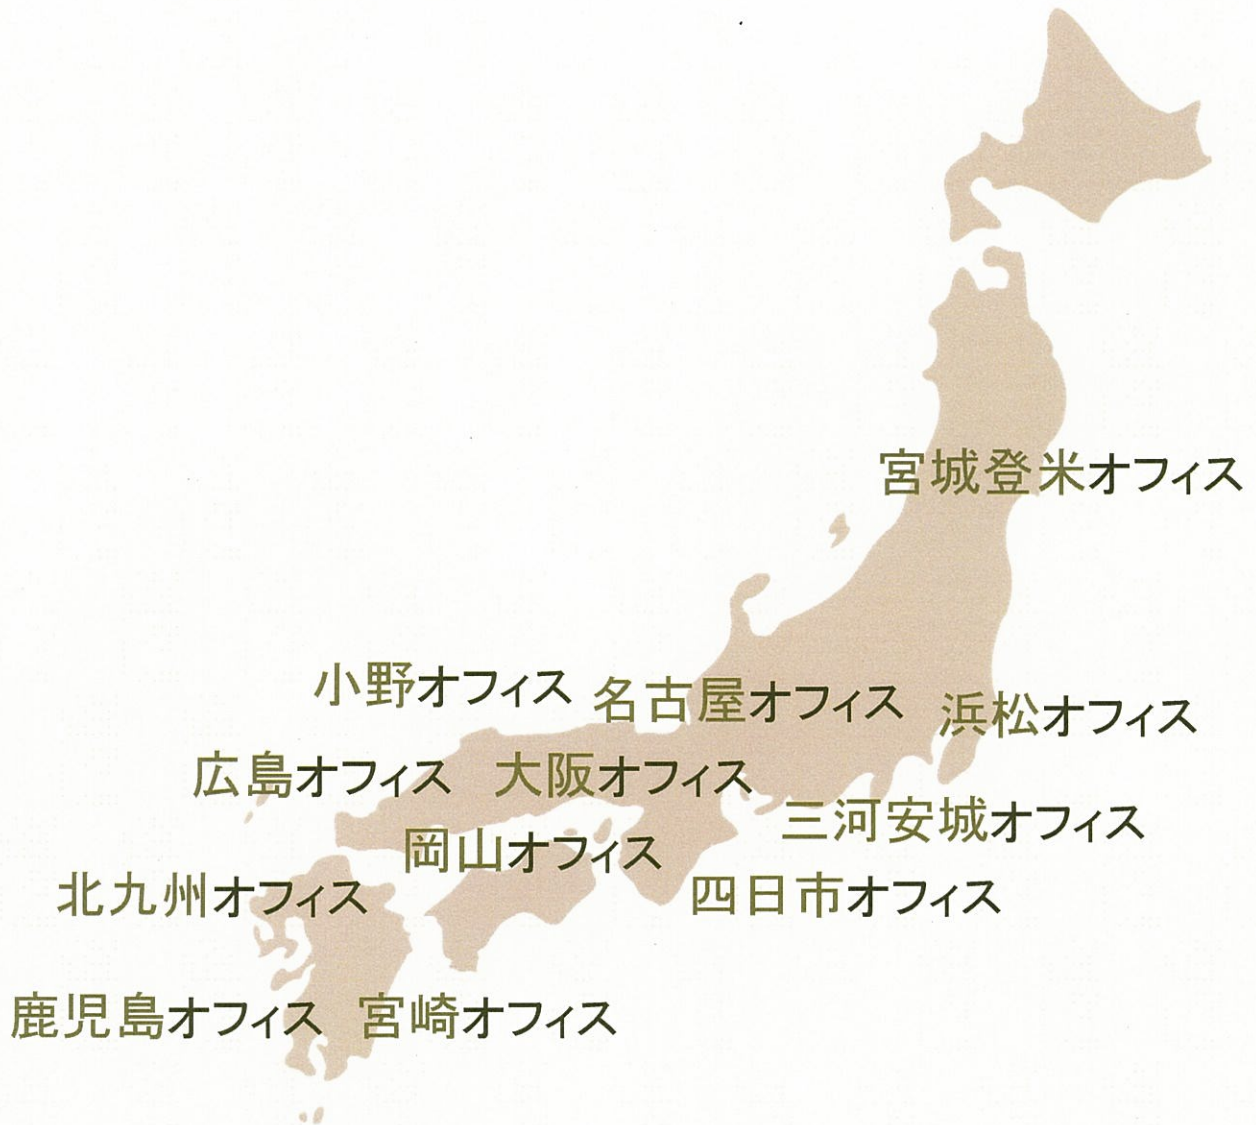 宮城登米オフィス
小野オフィス
名古屋オフィス
浜松オフィス
広島オフィス
大阪オフィス
三河安城オフィス
岡山オフィス
北九州オフィス
四日市オフィス
鹿児島オフィス
宮崎オフィス